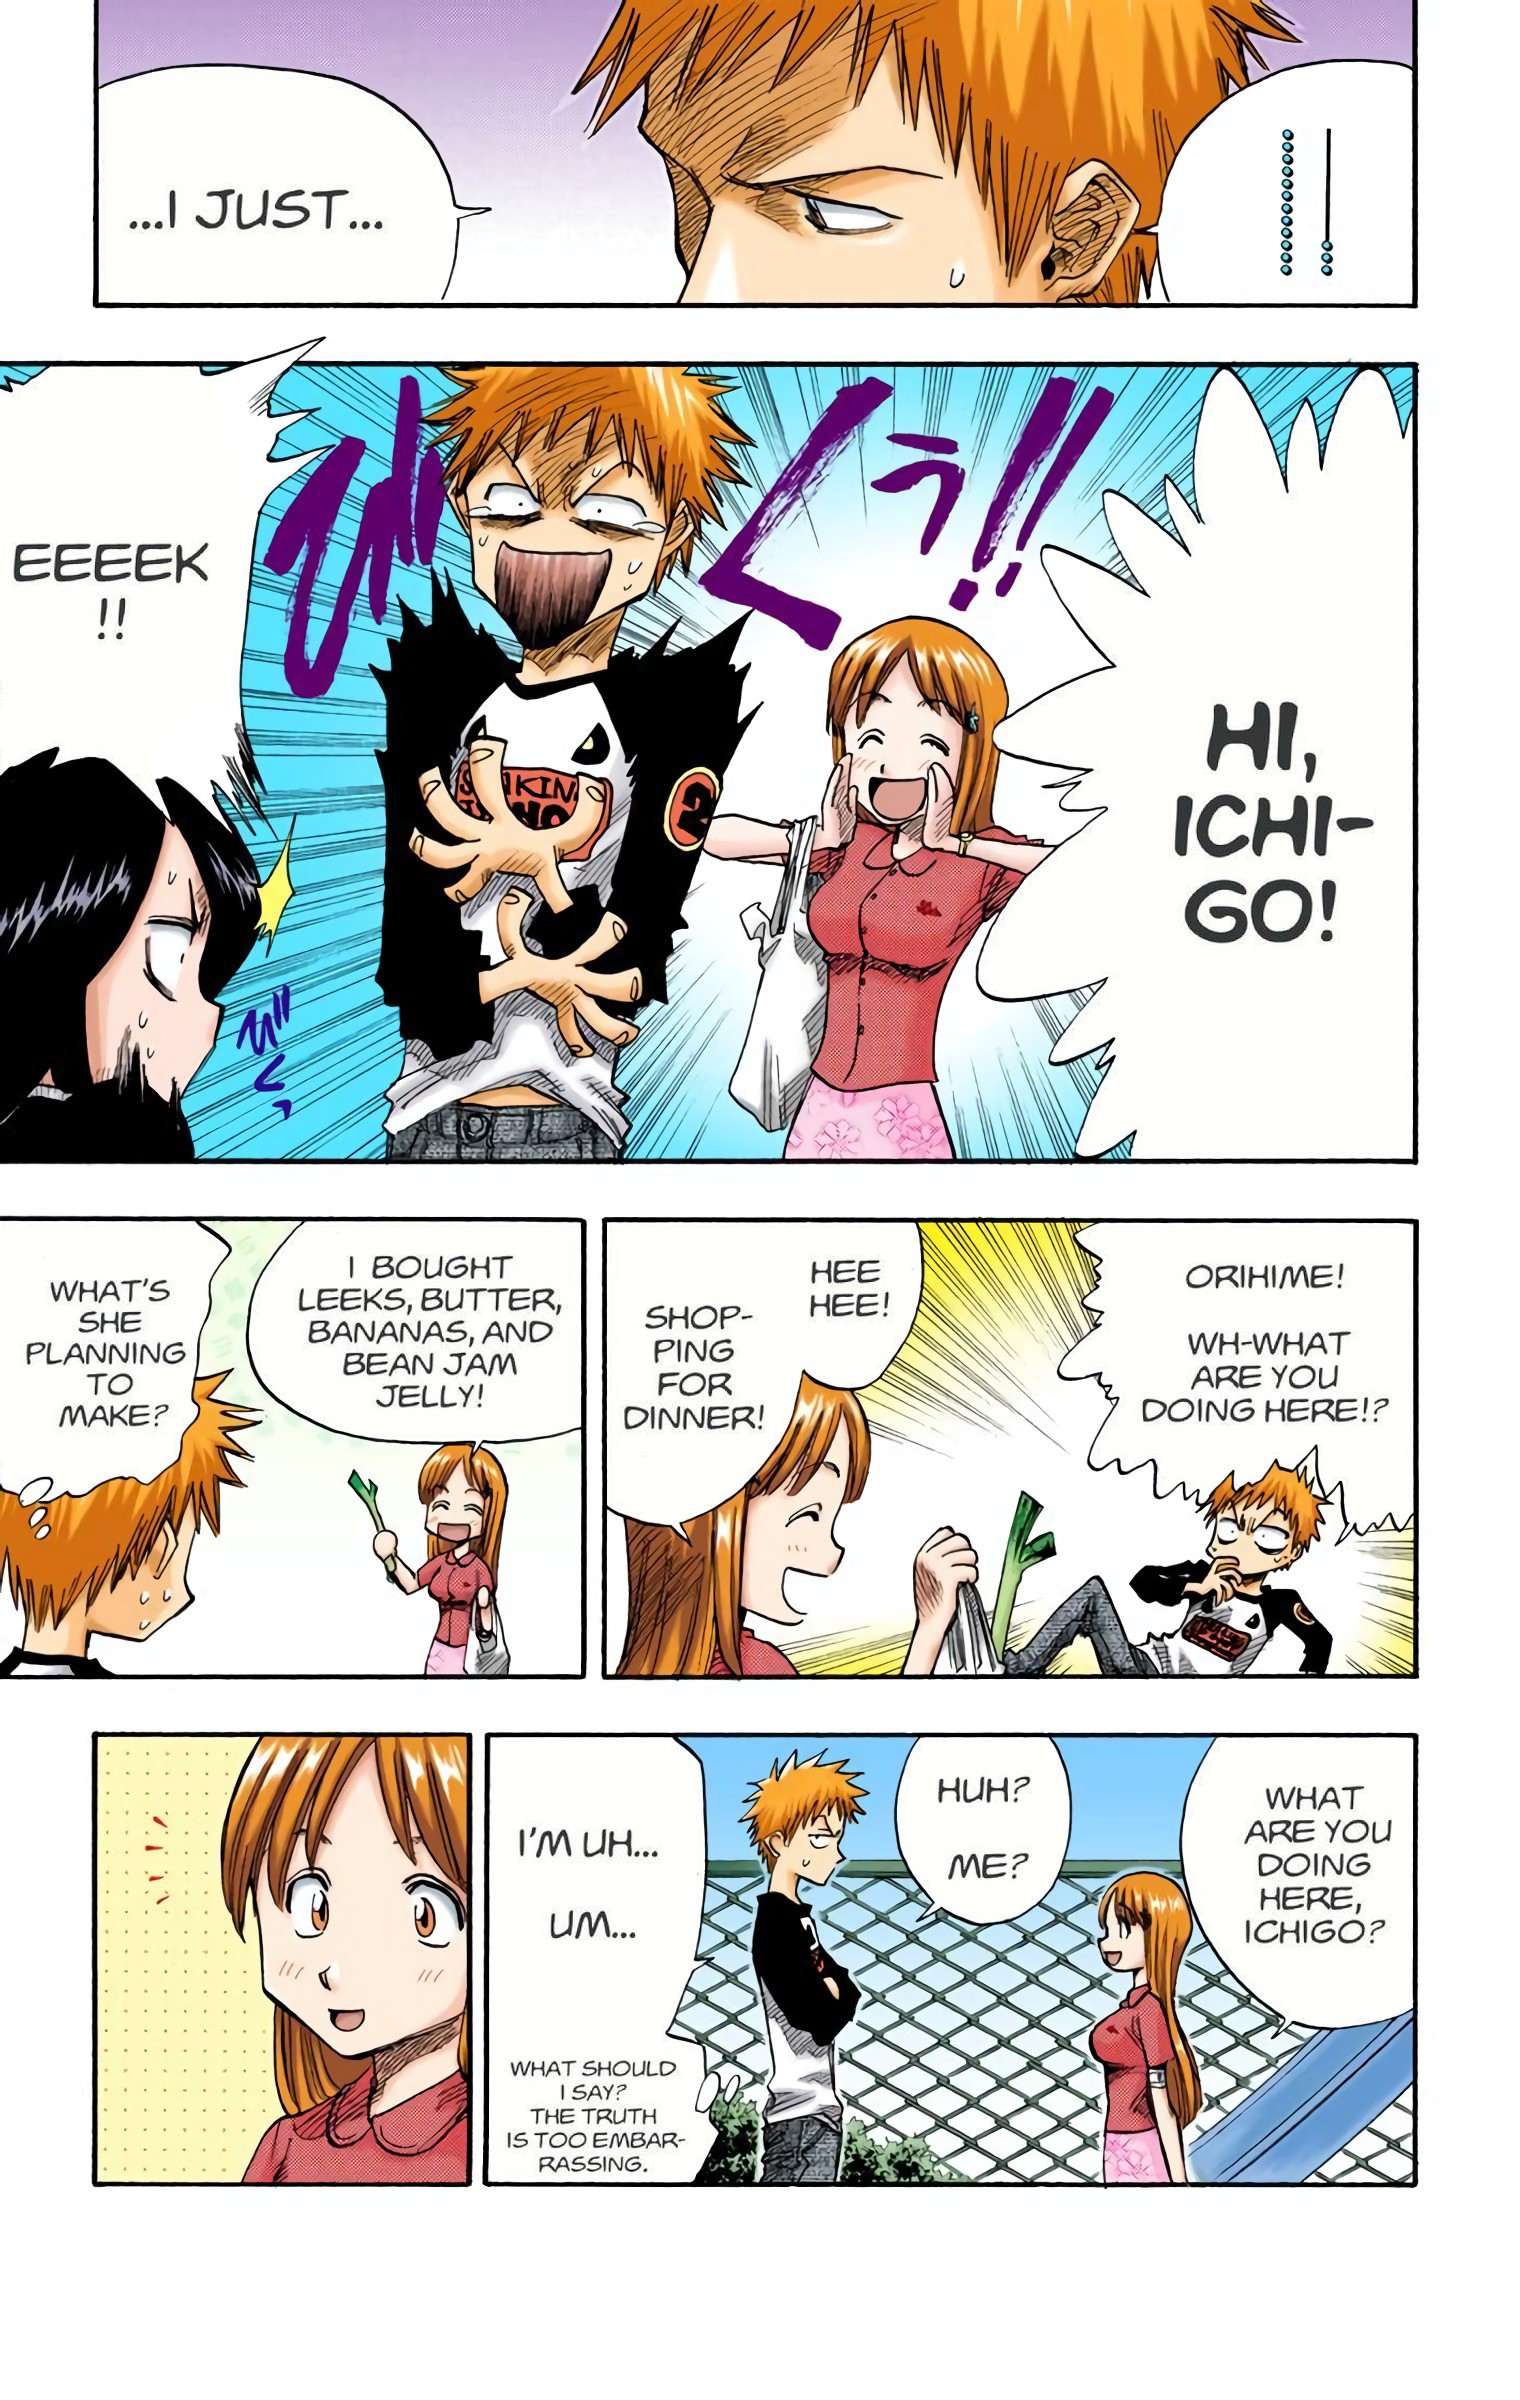 ...I JUST...
HI,
ICHI-
GO!
びくぅ!!
EEEEK
!!
びくっ
2
ORIHIME!
WH-WHAT
ARE YOU
DOING HERE!?
HEE
HEE!
SHOP-
PING
FOR
DINNER!
I BOUGHT
LEEKS, BUTTER,
BANANAS, AND
BEAN JAM
JELLY!
WHAT'S
SHE
PLANNING
TO
MAKE?
WHAT
ARE YOU
DOING
HERE,
ICHIGO?
HUH?
ME?
I'M UH...
UM...
WHAT SHOULD
I SAY?
THE TRUTH
IS TOO EMBAR-
RASSING.